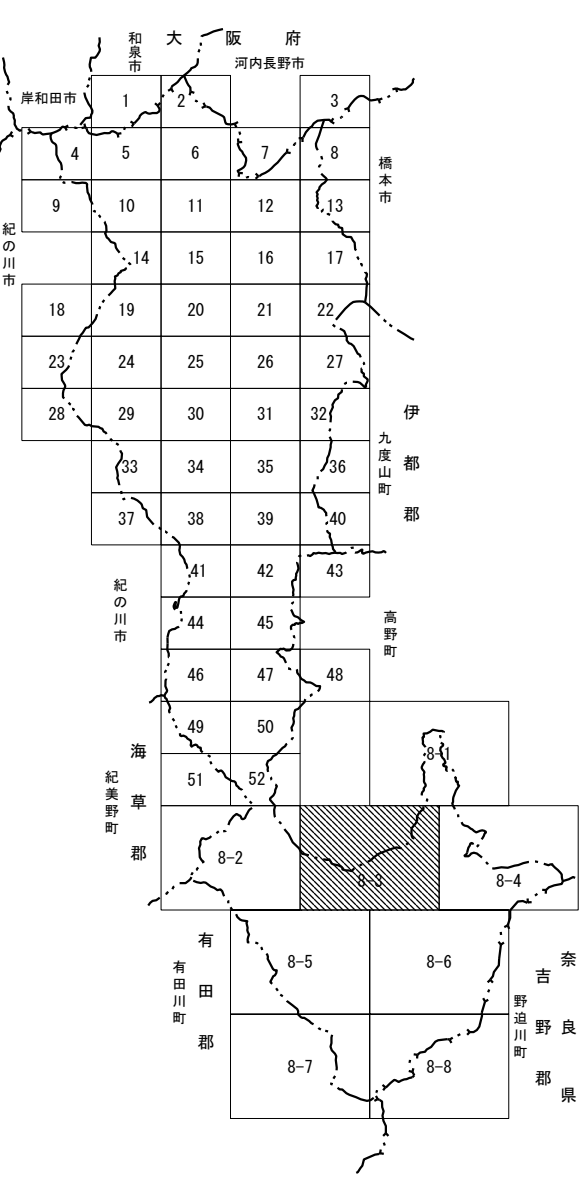 大阪府
和泉市
河内長野市
岸和田市
1 2 3
4 5 6 7 8
橋本市
9 10 11 12 13
紀の川市
14 15 16 17
18 19 20 21 22
23 24 25 26 27
28 29 30 31 32
伊都郡
九度山町
33 34 35 36
37 38 39 40
41 42 43
紀の川市
44 45
高野町
46 47 48
49 50
8-1
海草郡
紀美野町
51 52
8-2 8-3 8-4
有田郡
有田川町
8-5 8-6
奈良県
吉野郡
野迫川町
8-7 8-8